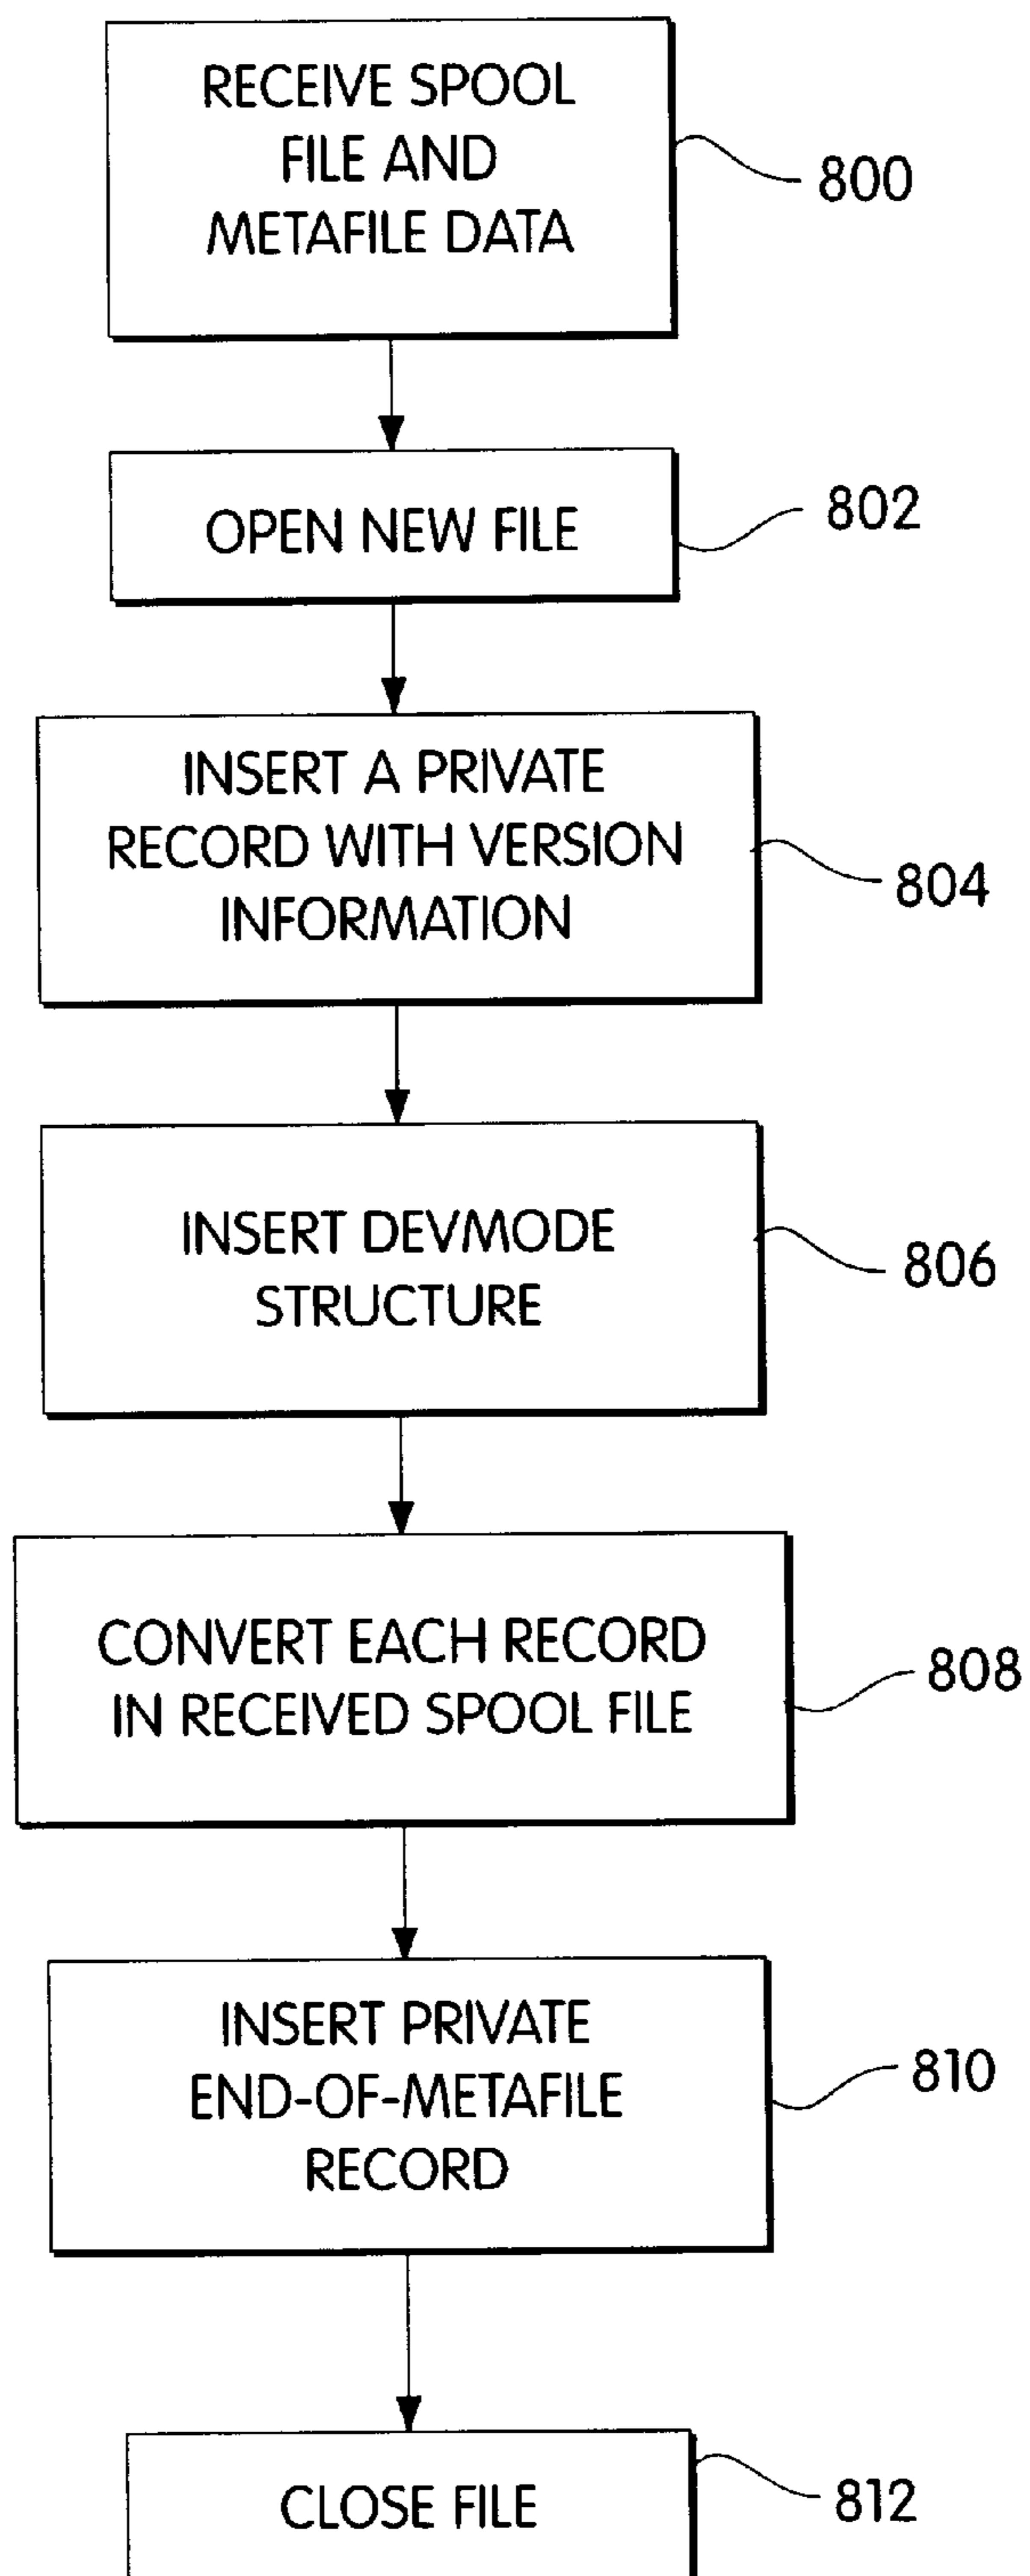 RECEIVE SPOOL
FILE AND
METAFILE DATA
800
OPEN NEW FILE
802
INSERT A PRIVATE
RECORD WITH VERSION
INFORMATION
804
INSERT DEVMODE
STRUCTURE
806
CONVERT EACH RECORD
IN RECEIVED SPOOL FILE
808
INSERT PRIVATE
END-OF-METAFILE
RECORD
810
CLOSE FILE
812